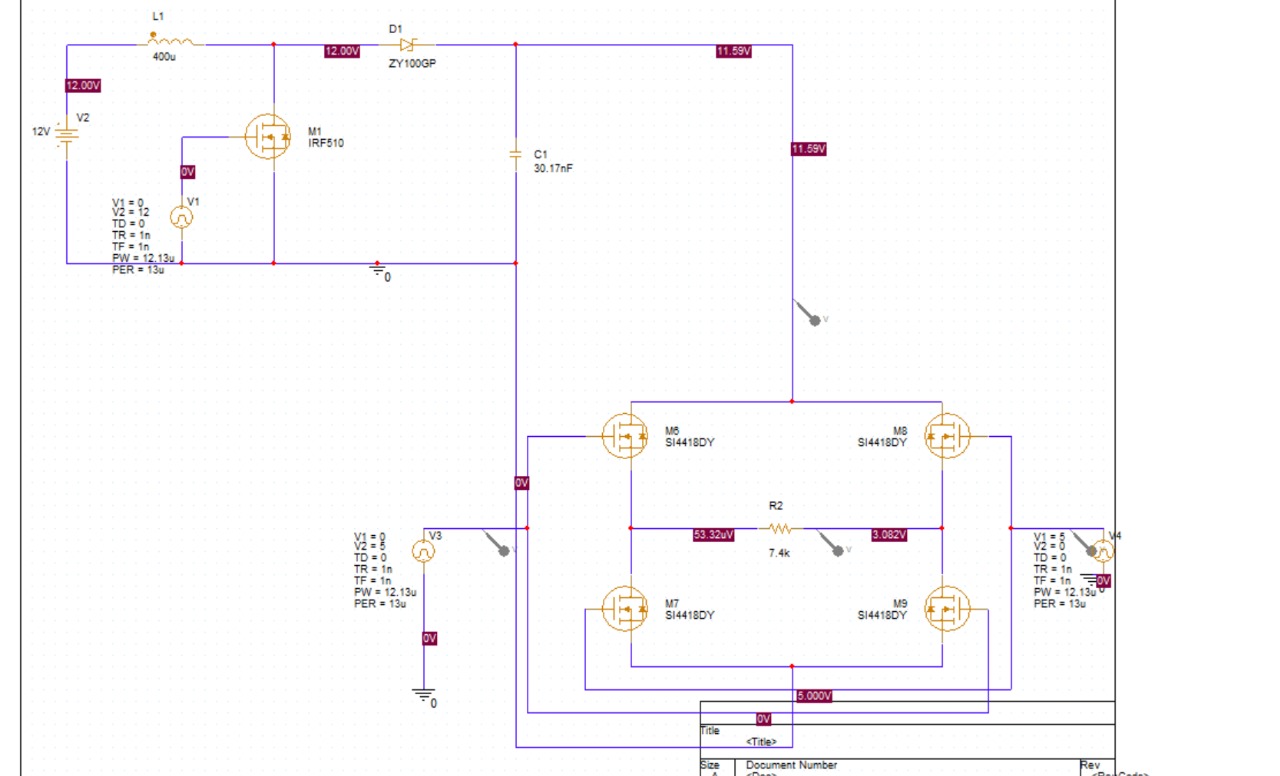 L1
400u
12.00V
D1
ZY100GP
12.00V
11.59V
12V
V2
M1
IRF510
0V
V1
V1 = 0
V2 = 12
TD = 0
TR = 1n
TF = 1n
PW = 12.13u
PER = 13u
C1
30.17nF
11.59V
0
V
M6
SI4418DY
M8
SI4418DY
0V
R2
53.32uV
3.082V
7.4k
V
V
V3
V1 = 0
V2 = 5
TD = 0
TR = 1n
TF = 1n
PW = 12.13u
PER = 13u
V4
V1 = 5
V2 = 0
TD = 0
TR = 1n
TF = 1n
PW = 12.13u
PER = 13u
0V
0
M7
SI4418DY
M9
SI4418DY
0V
0
5.000V
0V
Title
<Title>
Size
Document Number
Rev
A
<Doc>
<RevCode>